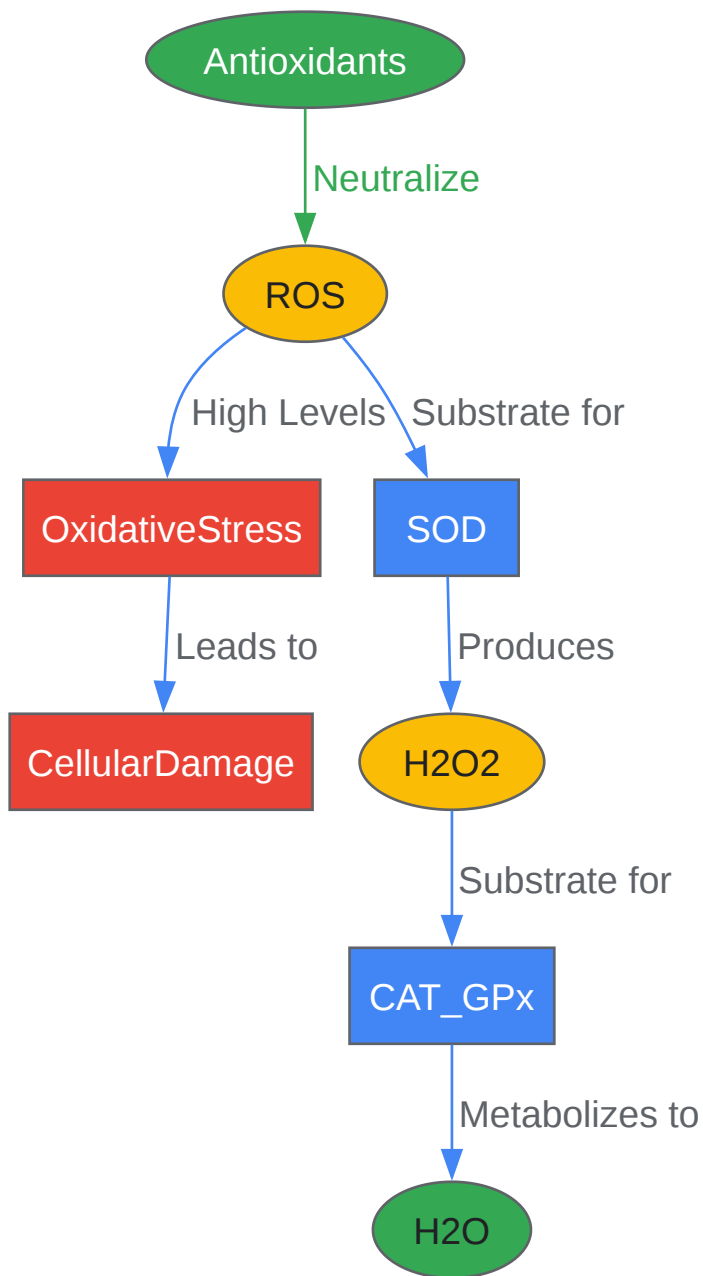 Antioxidants
Neutralize
ROS
High Levels
Substrate for
OxidativeStress
SOD
Leads to
Produces
CellularDamage
H2O2
Substrate for
CAT_GPx
Metabolizes to
H2O